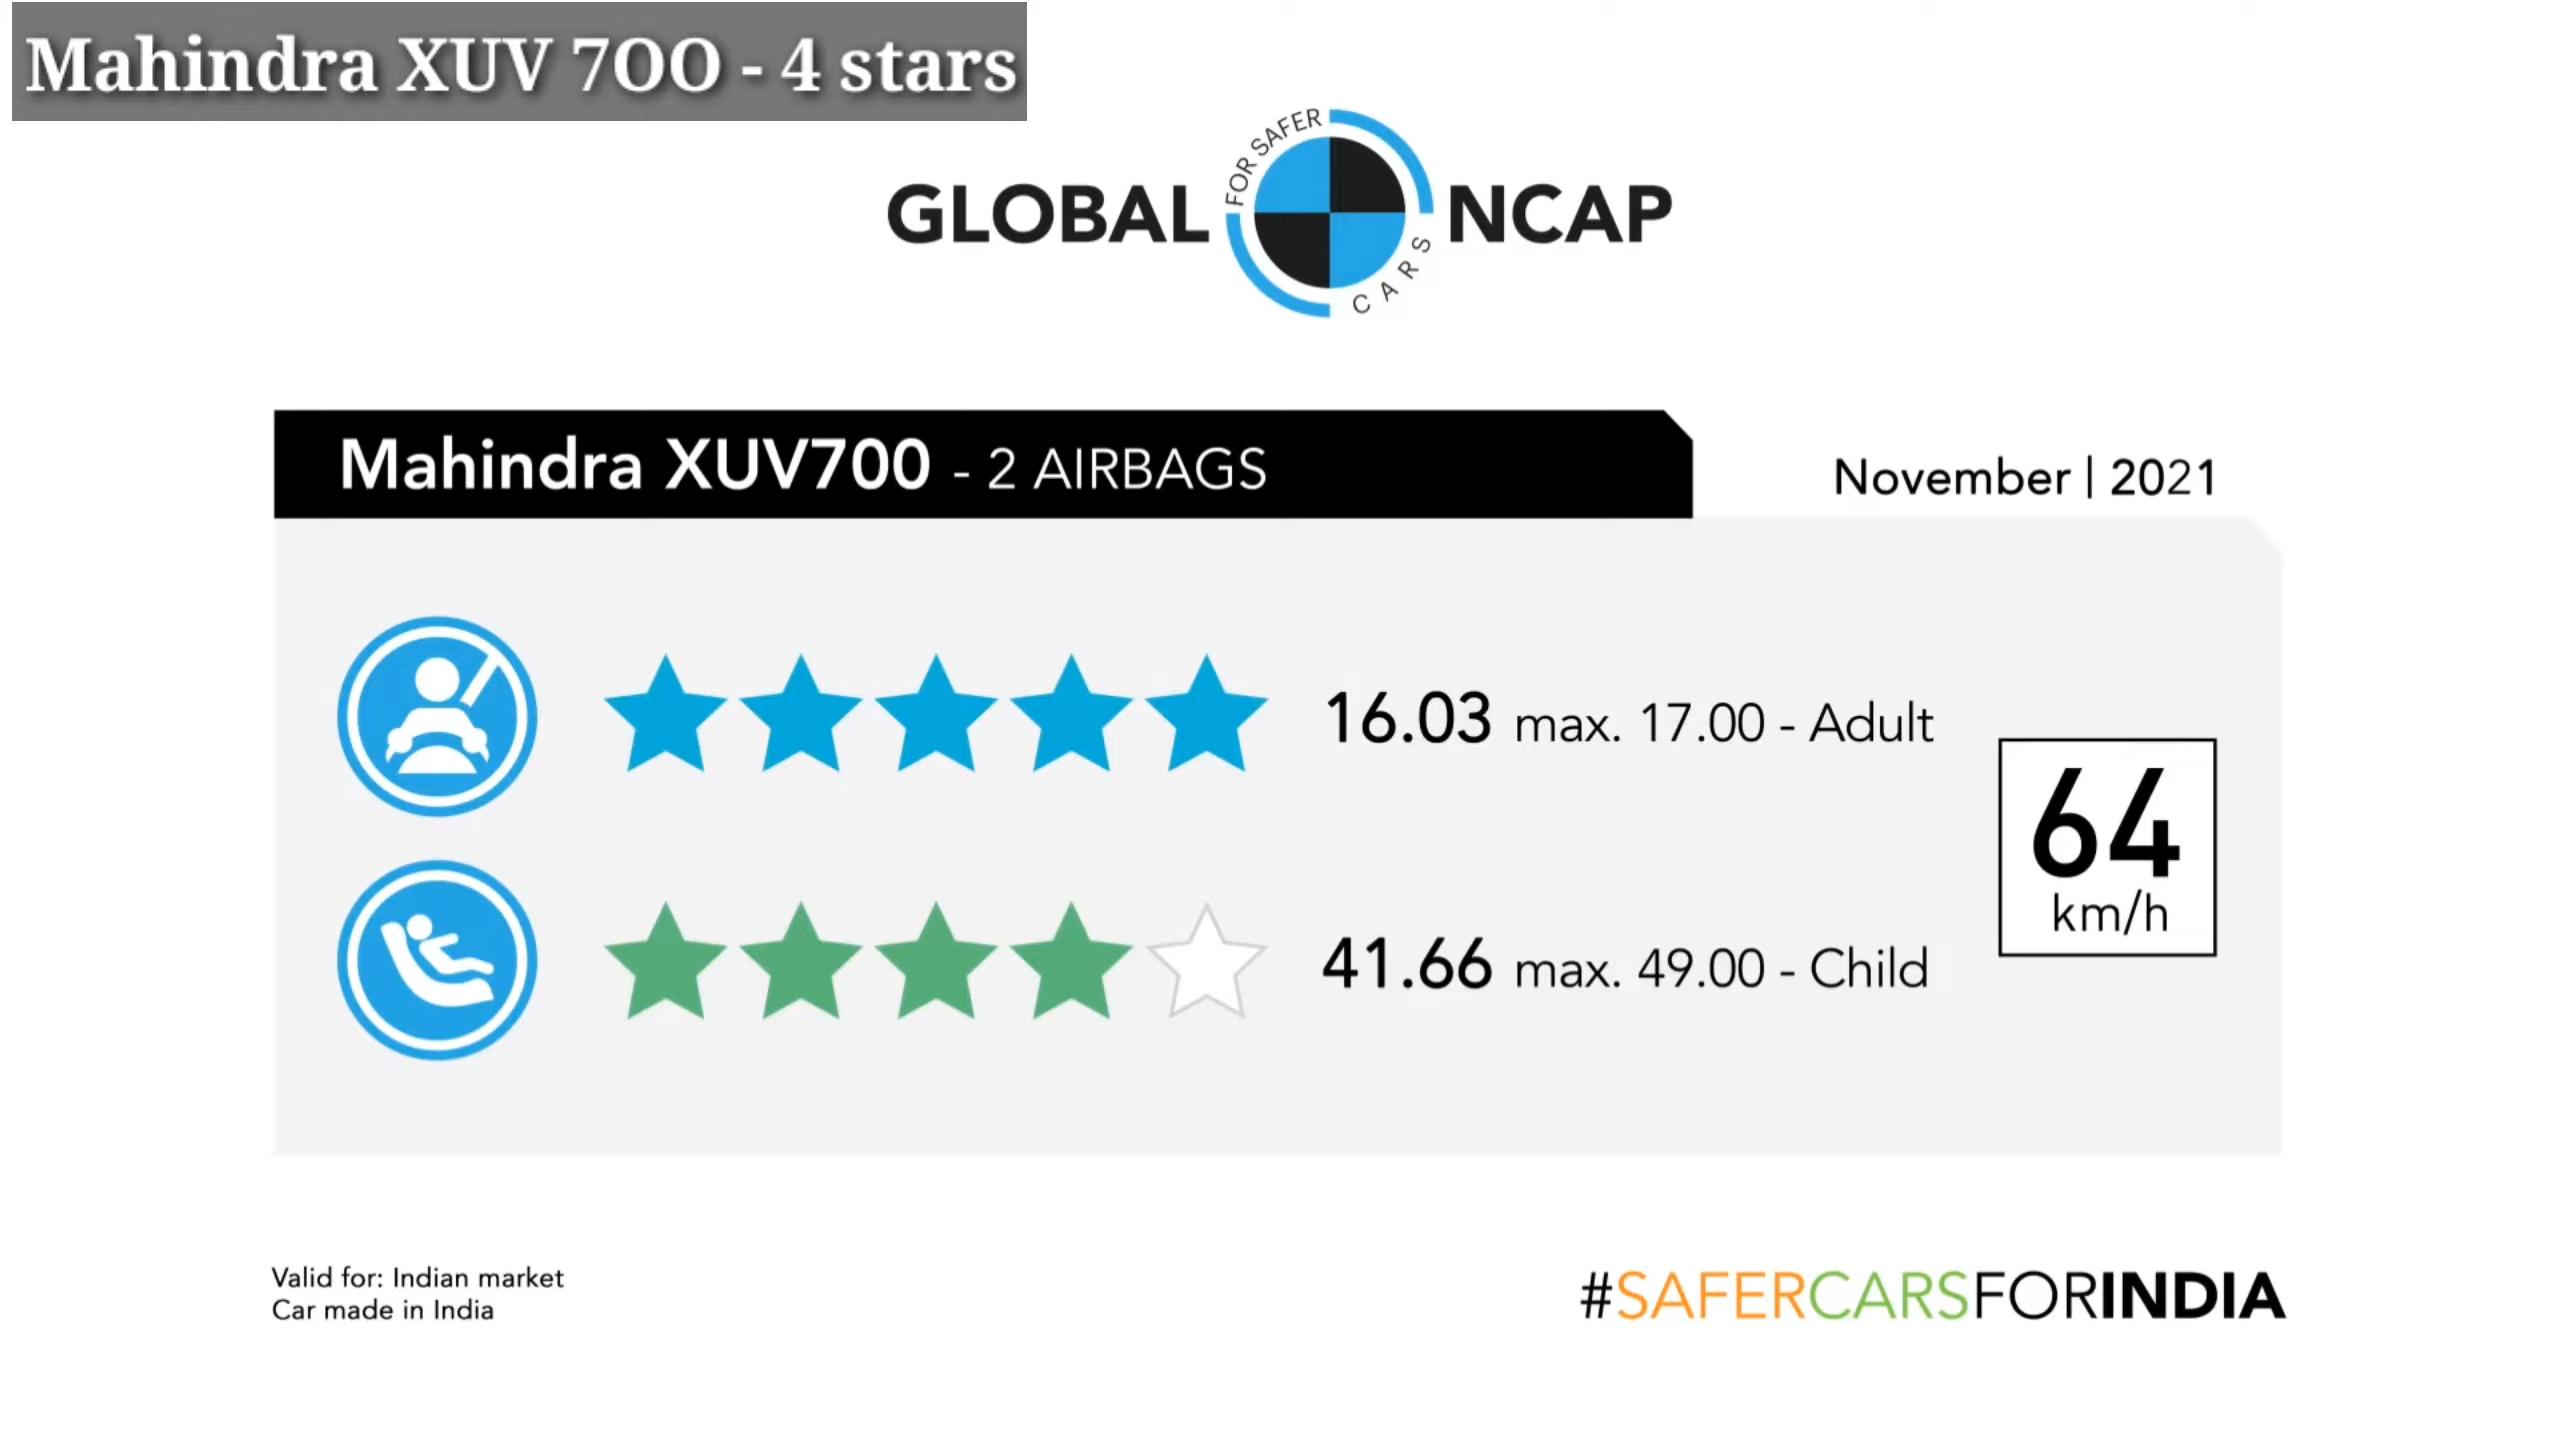 Mahindra XUV 7OO - 4 stars
GLOBAL FOR SAFER CARS NCAP
Mahindra XUV700 - 2 AIRBAGS
November | 2021
16.03 max. 17.00 - Adult
64
km/h
41.66 max. 49.00 - Child
Valid for: Indian market
Car made in India
#SAFERCARSFORINDIA